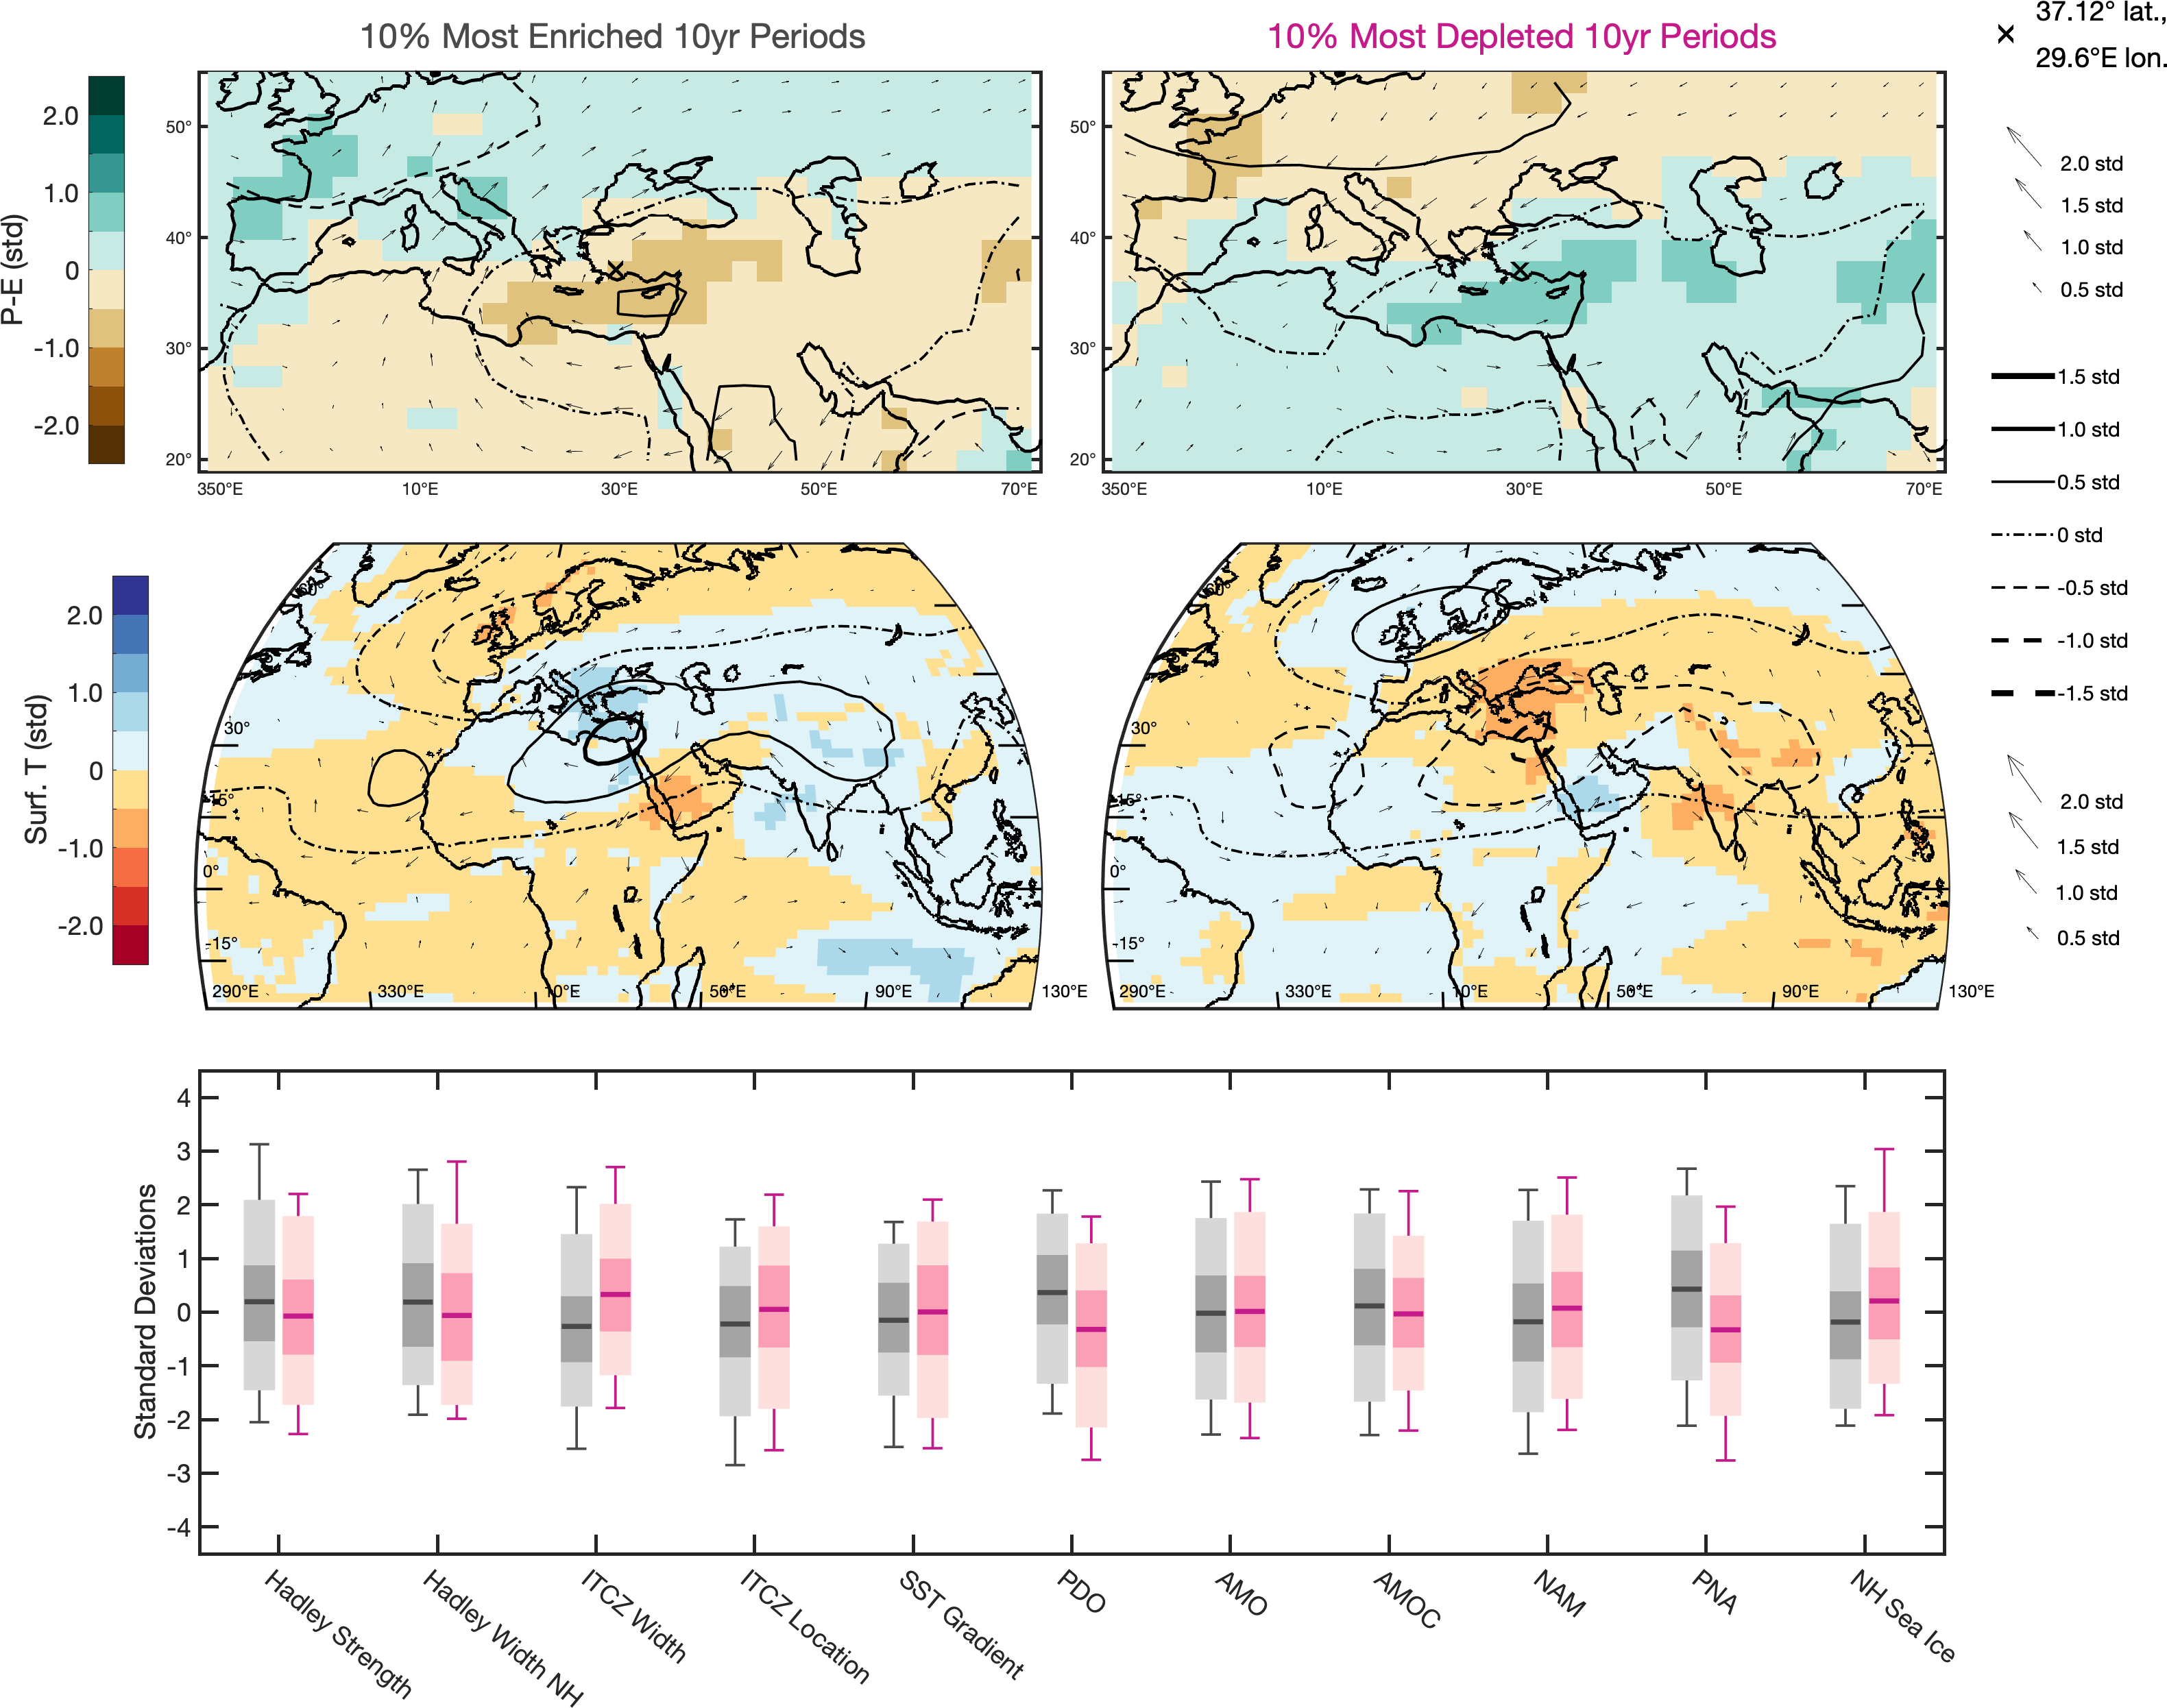 10% Most Enriched 10yr Periods
10% Most Depleted 10yr Periods
37.12° lat.,
29.6°E lon.
P-E (std)
2.0
1.0
0
-1.0
-2.0
50°
40°
30°
20°
350°E
10°E
30°E
50°E
70°E
50°
40°
30°
20°
350°E
10°E
30°E
50°E
70°E
2.0 std
1.5 std
1.0 std
0.5 std
1.5 std
1.0 std
0.5 std
0 std
-0.5 std
-1.0 std
-1.5 std
Surf. T (std)
2.0
1.0
0
-1.0
-2.0
60°
30°
15°
0°
-15°
290°E
330°E
10°E
50°E
90°E
130°E
60°
30°
15°
0°
-15°
290°E
330°E
10°E
50°E
90°E
130°E
2.0 std
1.5 std
1.0 std
0.5 std
Standard Deviations
4
3
2
1
0
-1
-2
-3
-4
Hadley Strength
Hadley Width NH
ITCZ Width
ITCZ Location
SST Gradient
PDO
AMO
AMOC
NAM
PNA
NH Sea Ice